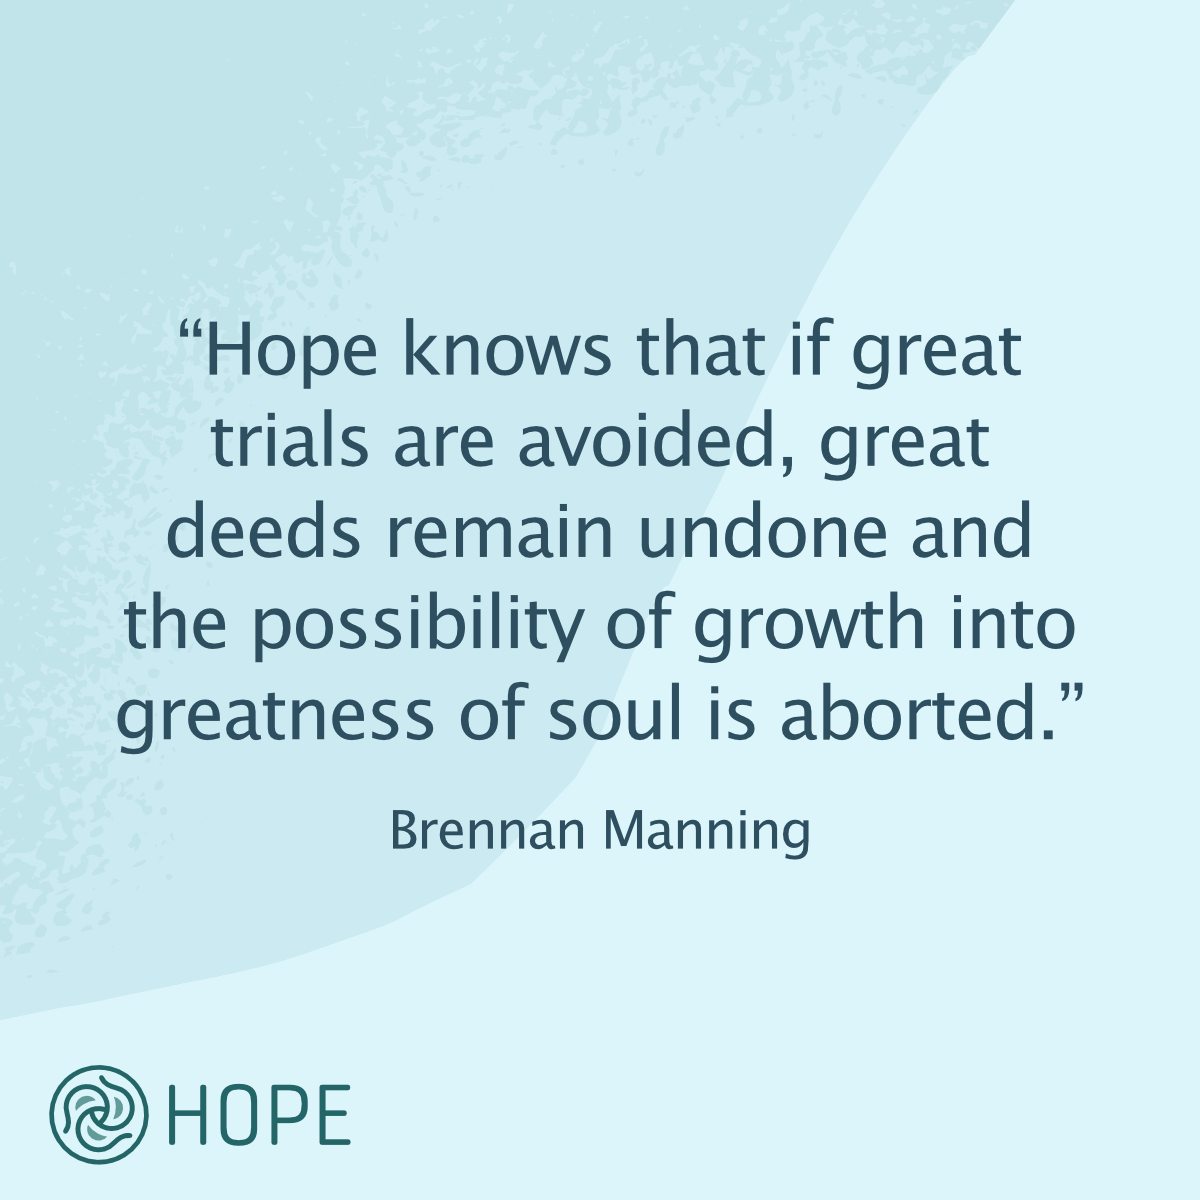 “Hope knows that if great
trials are avoided, great
deeds remain undone and
the possibility of growth into
greatness of soul is aborted.”
Brennan Manning
HOPE